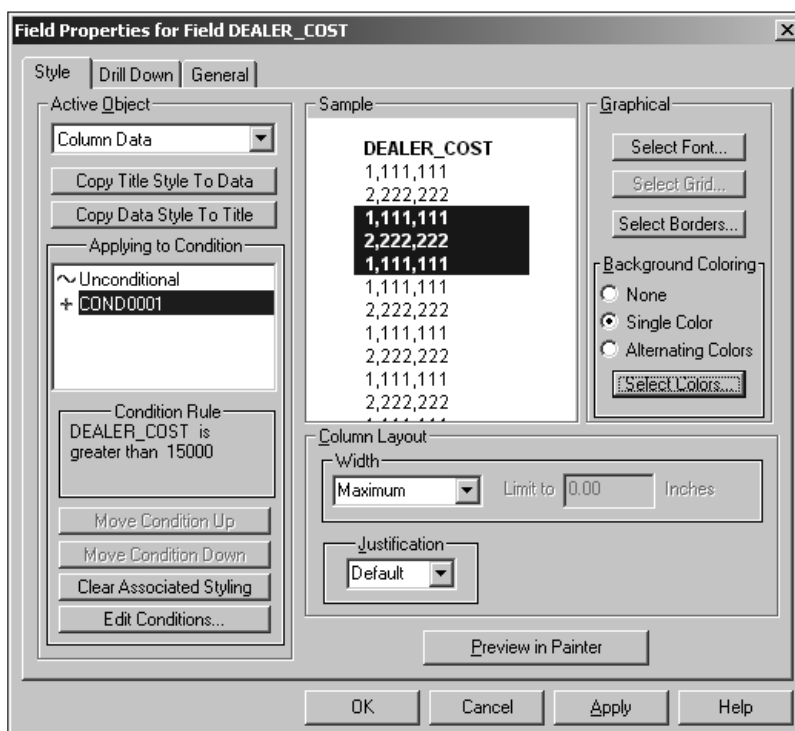 Field Properties for Field DEALER_COST
Style
Drill Down
General
Active Object
Column Data
Copy Title Style To Data
Copy Data Style To Title
Applying to Condition
Unconditional
COND0001
Condition Rule
DEALER_COST is
greater than 15000
Move Condition Up
Move Condition Down
Clear Associated Styling
Edit Conditions...
Sample
DEALER_COST
1,111,111
2,222,222
1,111,111
2,222,222
1,111,111
1,111,111
2,222,222
1,111,111
2,222,222
1,111,111
2,222,222
Graphical
Select Font...
Select Grid...
Select Borders...
Background Coloring
None
Single Color
Alternating Colors
Select Colors...
Column Layout
Width
Maximum
Limit to
0.00
Inches
Justification
Default
Preview in Painter
OK
Cancel
Apply
Help